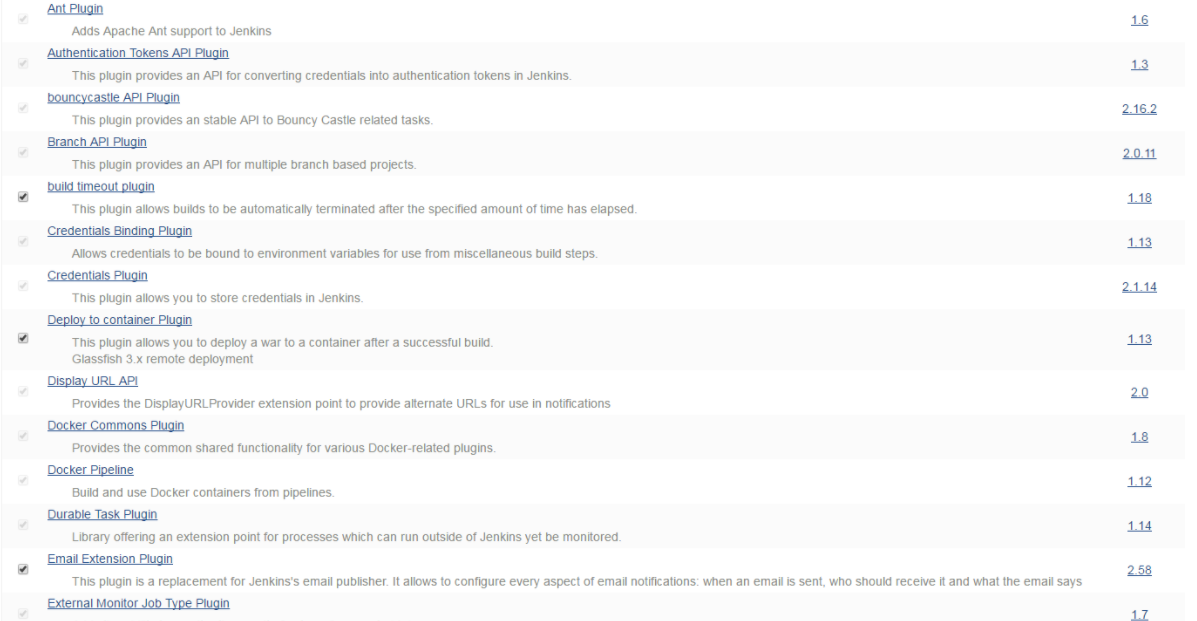 Ant Plugin
Adds Apache Ant support to Jenkins
1.6
Authentication Tokens API Plugin
This plugin provides an API for converting credentials into authentication tokens in Jenkins.
1.3
bouncycastle API Plugin
This plugin provides an stable API to Bouncy Castle related tasks.
2.16.2
Branch API Plugin
This plugin provides an API for multiple branch based projects.
2.0.11
build timeout plugin
This plugin allows builds to be automatically terminated after the specified amount of time has elapsed.
1.18
Credentials Binding Plugin
Allows credentials to be bound to environment variables for use from miscellaneous build steps.
1.13
Credentials Plugin
This plugin allows you to store credentials in Jenkins.
2.1.14
Deploy to container Plugin
This plugin allows you to deploy a war to a container after a successful build.
Glassfish 3.x remote deployment
1.13
Display URL API
Provides the DisplayURLProvider extension point to provide alternate URLs for use in notifications
2.0
Docker Commons Plugin
Provides the common shared functionality for various Docker-related plugins.
1.8
Docker Pipeline
Build and use Docker containers from pipelines.
1.12
Durable Task Plugin
Library offering an extension point for processes which can run outside of Jenkins yet be monitored.
1.14
Email Extension Plugin
This plugin is a replacement for Jenkins's email publisher. It allows to configure every aspect of email notifications: when an email is sent, who should receive it and what the email says
2.58
External Monitor Job Type Plugin
1.7